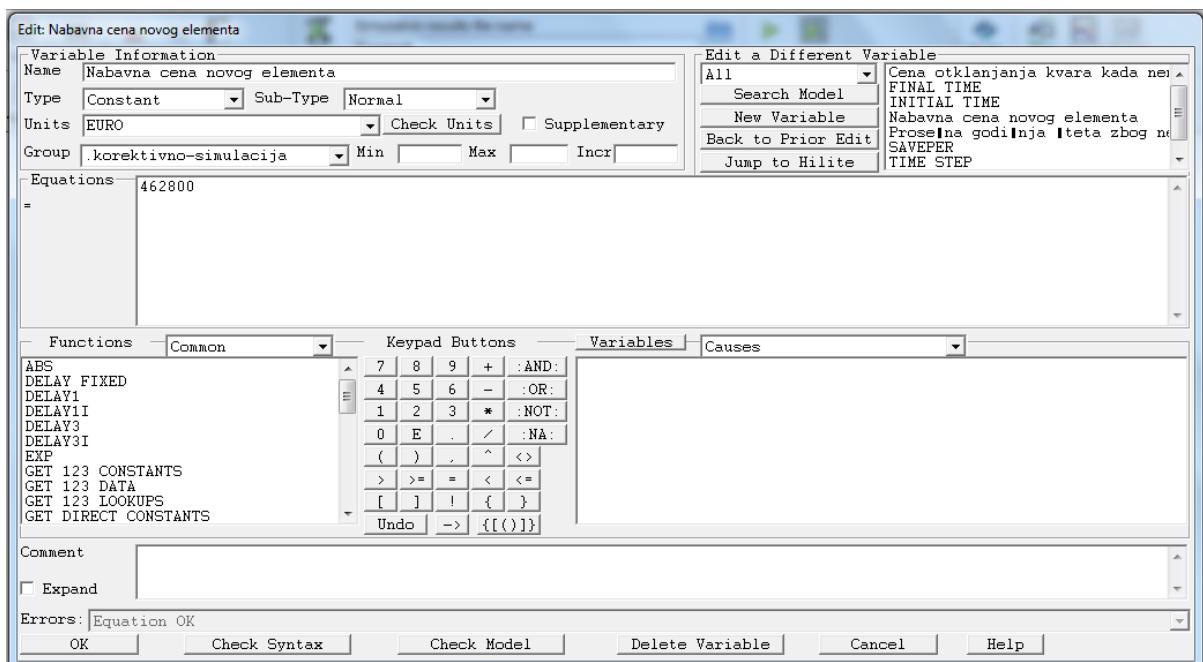 Edit: Nabavna cena novog elementa
Variable Information
Name Nabavna cena novog elementa
Type Constant Sub-Type Normal
Units EURO Check Units Supplementary
Group .korektivno-simulacija Min Max Incr
Edit a Different Variable
All
Search Model
New Variable
Back to Prior Edit
Jump to Hilite
Cena otklanjanja kvara kada
FINAL TIME
INITIAL TIME
Nabavna cena novog elementa
zbog
SAVEPER
TIME STEP
Equations
=
462800
Functions Common
ABS
DELAY FIXED
DELAY1
DELAY1I
DELAY3
DELAY3I
EXP
GET 123 CONSTANTS
GET 123 DATA
GET 123 LOOKUPS
GET DIRECT CONSTANTS
Keypad Buttons
7 8 9 + :AND:
4 5 6 - :OR:
1 2 3 * :NOT:
0 E . / :NA:
( ) , ^ <>
> >= = < <=
[ ] ! { }
Undo -> {[()]}
Variables Causes
Comment
Expand
Errors: Equation OK
OK Check Syntax Check Model Delete Variable Cancel Help